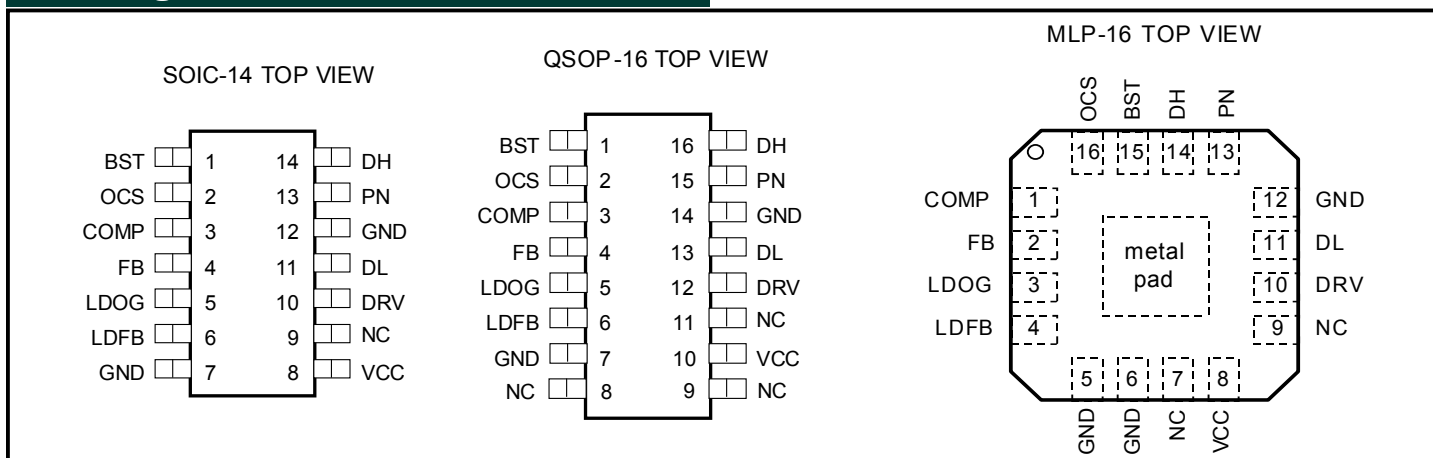 SOIC-14 TOP VIEW
BST 1 14 DH
OCS 2 13 PN
COMP 3 12 GND
FB 4 11 DL
LDOG 5 10 DRV
LDFB 6 9 NC
GND 7 8 VCC
QSOP-16 TOP VIEW
BST 1 16 DH
OCS 2 15 PN
COMP 3 14 GND
FB 4 13 DL
LDOG 5 12 DRV
LDFB 6 11 NC
GND 7 10 VCC
NC 8 9 NC
MLP-16 TOP VIEW
OCS BST DH PN
16 15 14 13
COMP 1 12 GND
FB 2 11 DL
LDOG 3 10 DRV
LDFB 4 9 NC
metal
pad
5 6 7 8
GND GND NC VCC